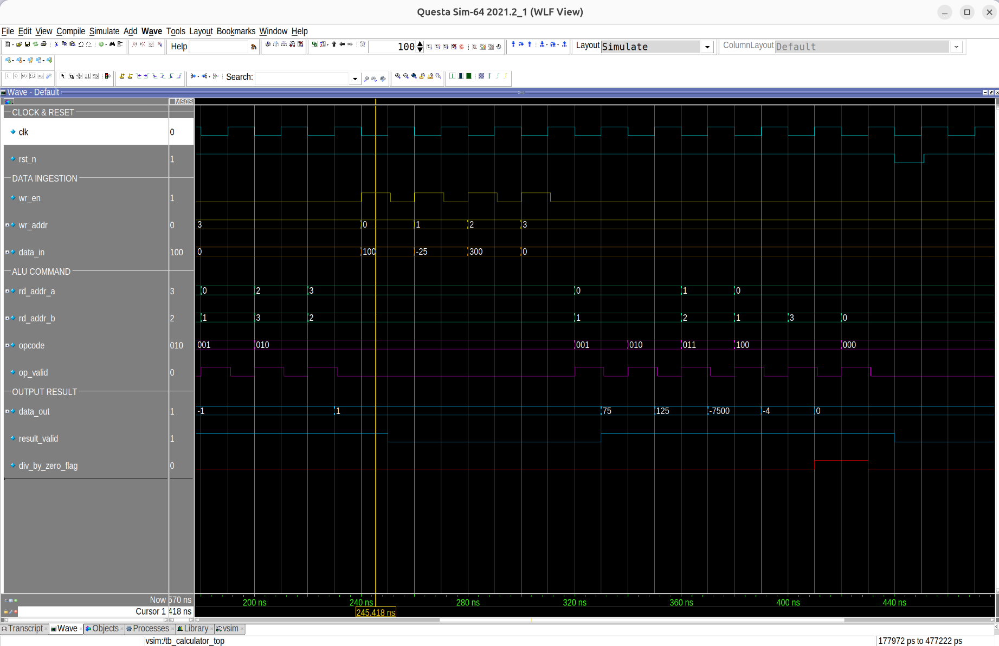 Questa Sim-64 2021.2_1 (WLF View)
File Edit View Compile Simulate Add Wave Tools Layout Bookmarks Window Help
Help 100 Layout Simulate ColumnLayout Default
Search:
Wave - Default
Msgs
CLOCK & RESET
clk 0
rst_n 1
DATA INGESTION
wr_en 1
wr_addr 0 3 0 1 2 3
data_in 100 0 100 -25 300 0
ALU COMMAND
rd_addr_a 3 0 2 3 0 1 0
rd_addr_b 2 1 3 2 1 2 1 3 0
opcode 010 001 010 001 010 011 100 000
op_valid 0
OUTPUT RESULT
data_out 1 -1 1 75 125 -7500 -4 0
result_valid 1
div_by_zero_flag 0
Now 570 ns 200 ns 240 ns 280 ns 320 ns 360 ns 400 ns 440 ns
Cursor 1 418 ns 245.418 ns
Transcript Wave Objects Processes Library vsim
vsim:/tb_calculator_top 177972 ps to 477222 ps